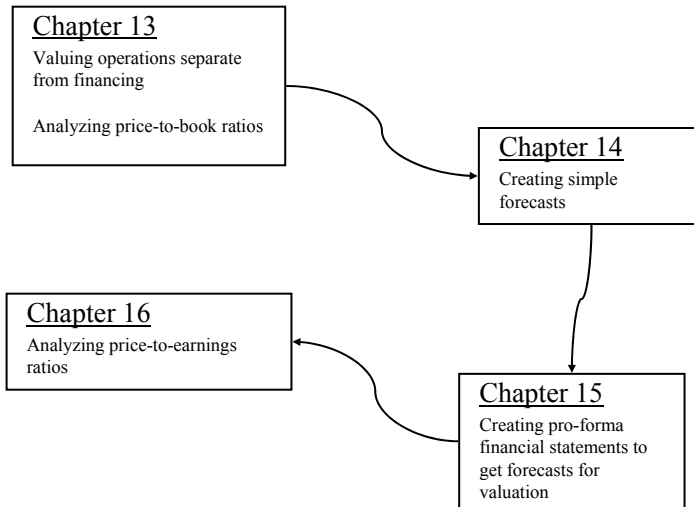 Chapter 13
Valuing operations separate
from financing
Analyzing price-to-book ratios
Chapter 14
Creating simple
forecasts
Chapter 16
Analyzing price-to-earnings
ratios
Chapter 15
Creating pro-forma
financial statements to
get forecasts for
valuation